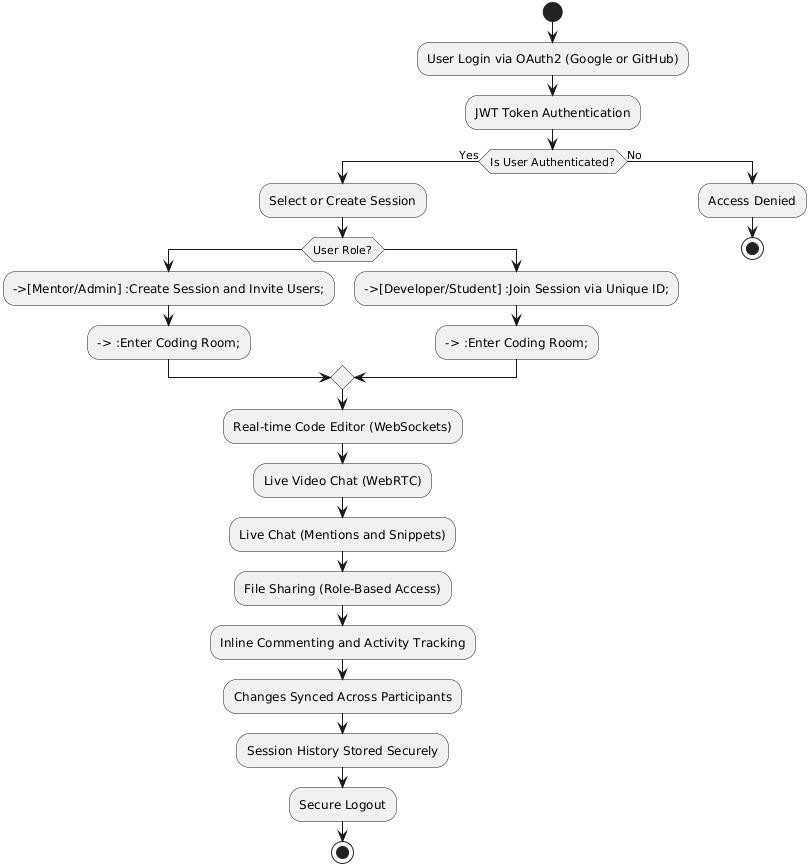 User Login via OAuth2 (Google or GitHub)
JWT Token Authentication
Yes
Is User Authenticated?
No
Select or Create Session
Access Denied
User Role?
->[Mentor/Admin] :Create Session and Invite Users;
->[Developer/Student] :Join Session via Unique ID;
-> :Enter Coding Room;
-> :Enter Coding Room;
Real-time Code Editor (WebSockets)
Live Video Chat (WebRTC)
Live Chat (Mentions and Snippets)
File Sharing (Role-Based Access)
Inline Commenting and Activity Tracking
Changes Synced Across Participants
Session History Stored Securely
Secure Logout